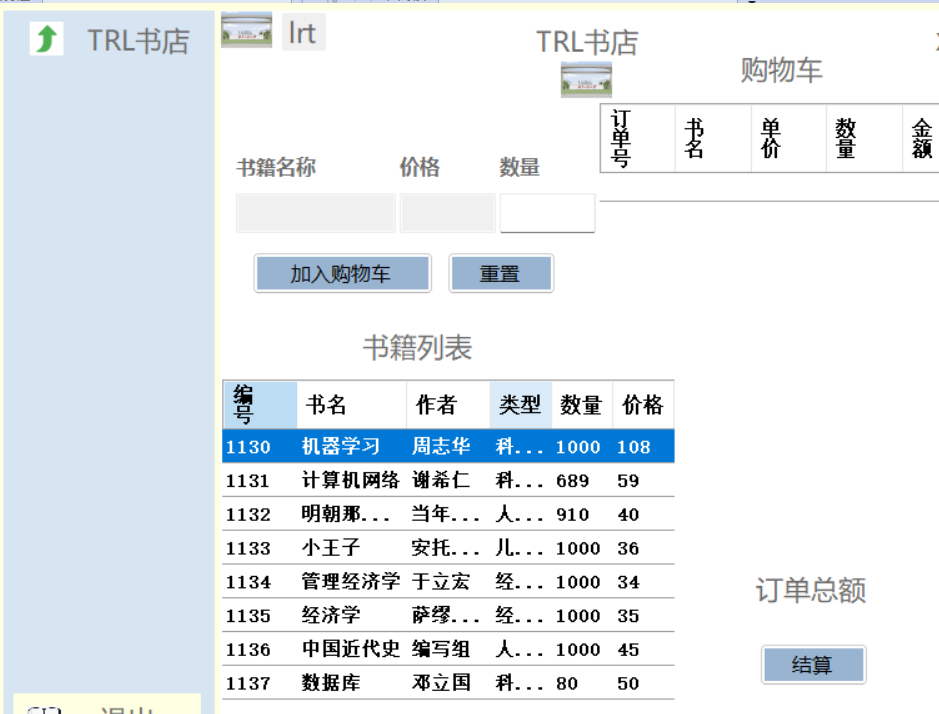 TRL书店
lrt
TRL书店
购物车
订单号 书名 单价 数量 金额
书籍名称 价格 数量
加入购物车 重置
书籍列表
编号 书名 作者 类型 数量 价格
1130 机器学习 周志华 科... 1000 108
1131 计算机网络 谢希仁 科... 689 59
1132 明朝那... 当年... 人... 910 40
1133 小王子 安托... 儿... 1000 36
1134 管理经济学 于立宏 经... 1000 34
1135 经济学 萨缪... 经... 1000 35
1136 中国近代史 编写组 人... 1000 45
1137 数据库 邓立国 科... 80 50
订单总额
结算
退出